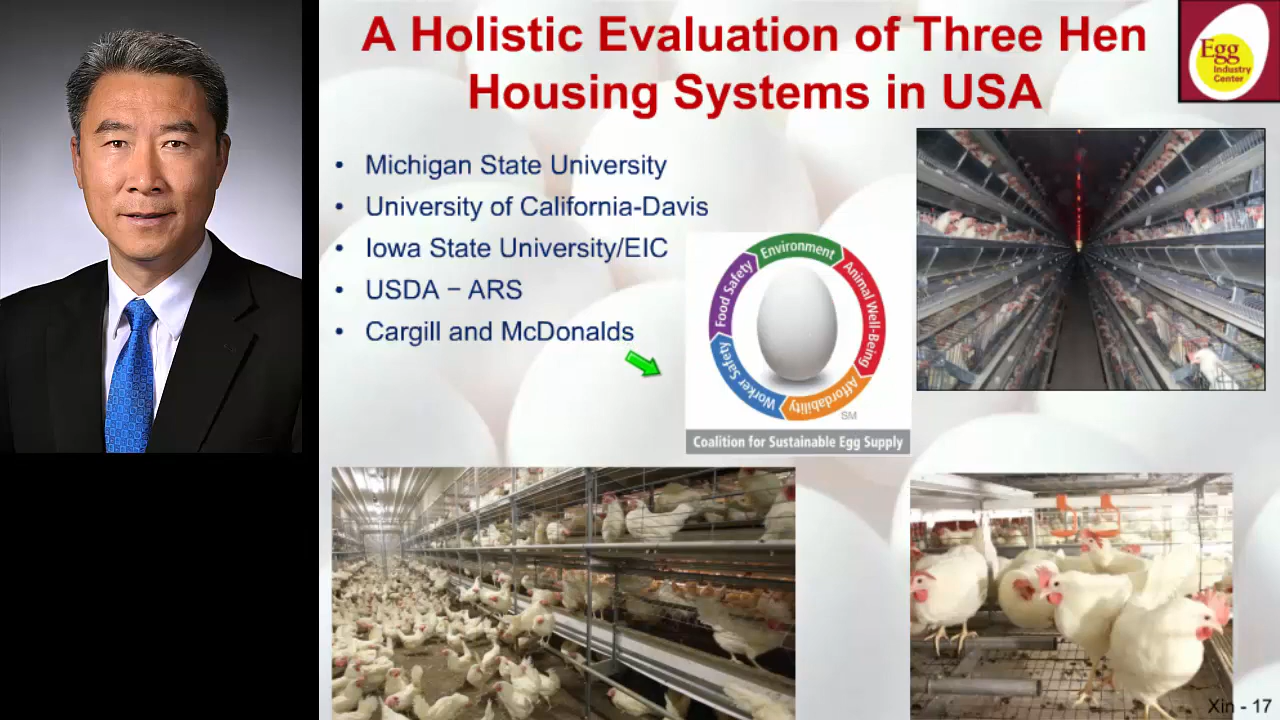 A Holistic Evaluation of Three Hen
Housing Systems in USA
Egg
Industry
Center
• Michigan State University
• University of California-Davis
• Iowa State University/EIC
• USDA – ARS
• Cargill and McDonalds
Environment
Animal Well-Being
Affordability
Worker Safety
Food Safety
SM
Coalition for Sustainable Egg Supply
Xin - 17